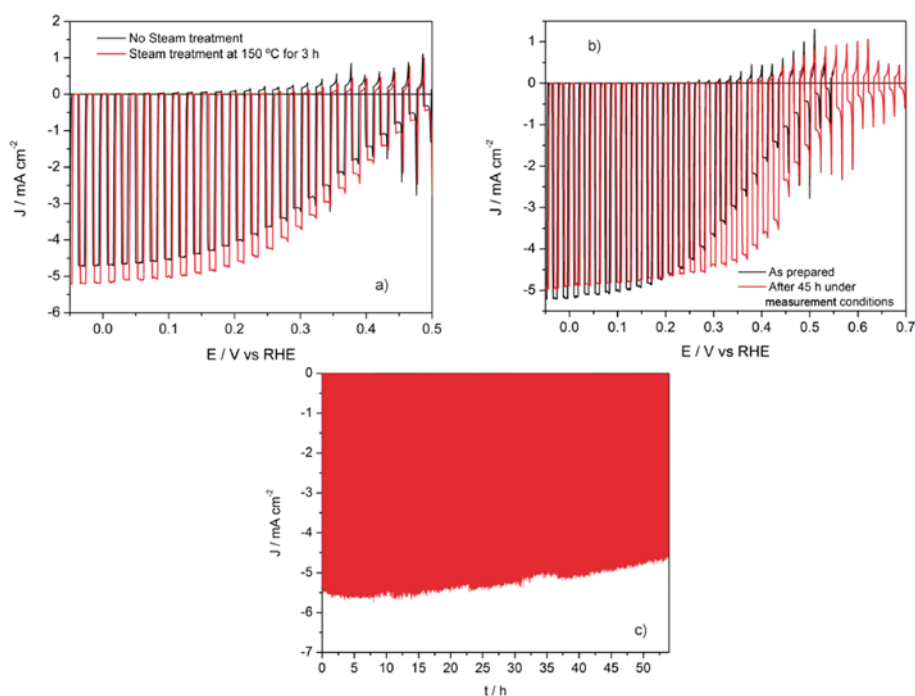 No Steam treatment
Steam treatment at 150 ºC for 3 h
1
0
-1
-2
-3
-4
-5
-6
J / mA cm⁻²
a)
0.0 0.1 0.2 0.3 0.4 0.5
E / V vs RHE
b)
1
0
-1
-2
-3
-4
-5
J / mA cm⁻²
As prepared
After 45 h under
measurement conditions
0.0 0.1 0.2 0.3 0.4 0.5 0.6 0.7
E / V vs RHE
0
-1
-2
-3
-4
-5
-6
-7
J / mA cm⁻²
c)
0 5 10 15 20 25 30 35 40 45 50
t / h